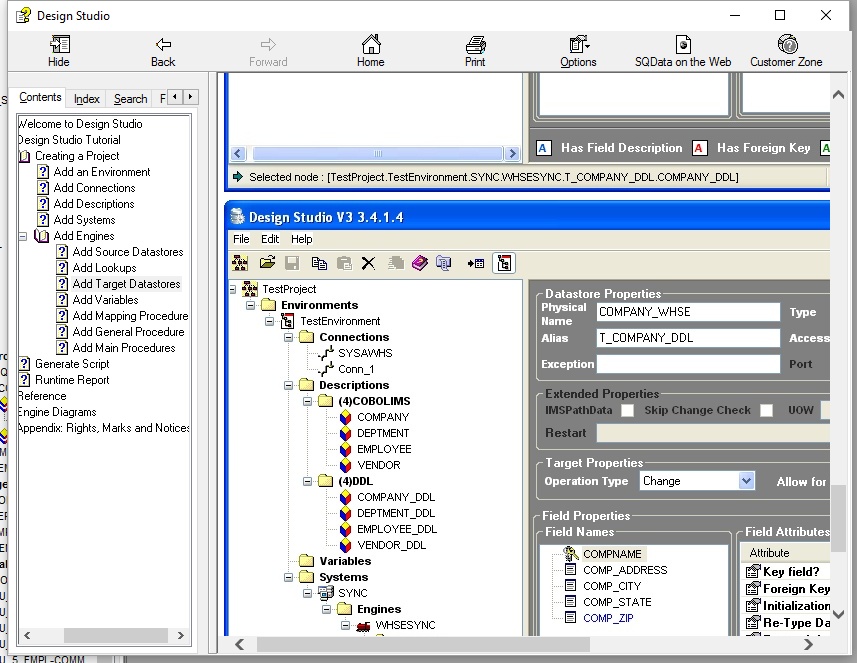 Design Studio
Hide
Back
Forward
Home
Print
Options
SQData on the Web
Customer Zone
Contents
Index
Search
F
Welcome to Design Studio
Design Studio Tutorial
Creating a Project
Add an Environment
Add Connections
Add Descriptions
Add Systems
Add Engines
Add Source Datastores
Add Lookups
Add Target Datastores
Add Variables
Add Mapping Procedure
Add General Procedure
Add Main Procedures
Generate Script
Runtime Report
Reference
Engine Diagrams
Appendix: Rights, Marks and Notices
A Has Field Description
A Has Foreign Key
A
Selected node : [TestProject.TestEnvironment.SYNC.WHSESYNC.T_COMPANY_DDL.COMPANY_DDL]
Design Studio V3 3.4.1.4
File Edit Help
TestProject
Environments
TestEnvironment
Connections
SYSAWHS
Conn_1
Descriptions
(4)COBOLIMS
COMPANY
DEPTMENT
EMPLOYEE
VENDOR
(4)DDL
COMPANY_DDL
DEPTMENT_DDL
EMPLOYEE_DDL
VENDOR_DDL
Variables
Systems
SYNC
Engines
WHSESYNC
Datastore Properties
Physical Name
COMPANY_WHSE
Type
Alias
T_COMPANY_DDL
Access
Exception
Port
Extended Properties
IMSPathData
Skip Change Check
UOW
Restart
Target Properties
Operation Type
Change
Allow for
Field Properties
Field Names
COMPNAME
COMP_ADDRESS
COMP_CITY
COMP_STATE
COMP_ZIP
Field Attributes
Attribute
Key field?
Foreign Key
Initialization
Re-Type Da
U_5_EMPL-COMM